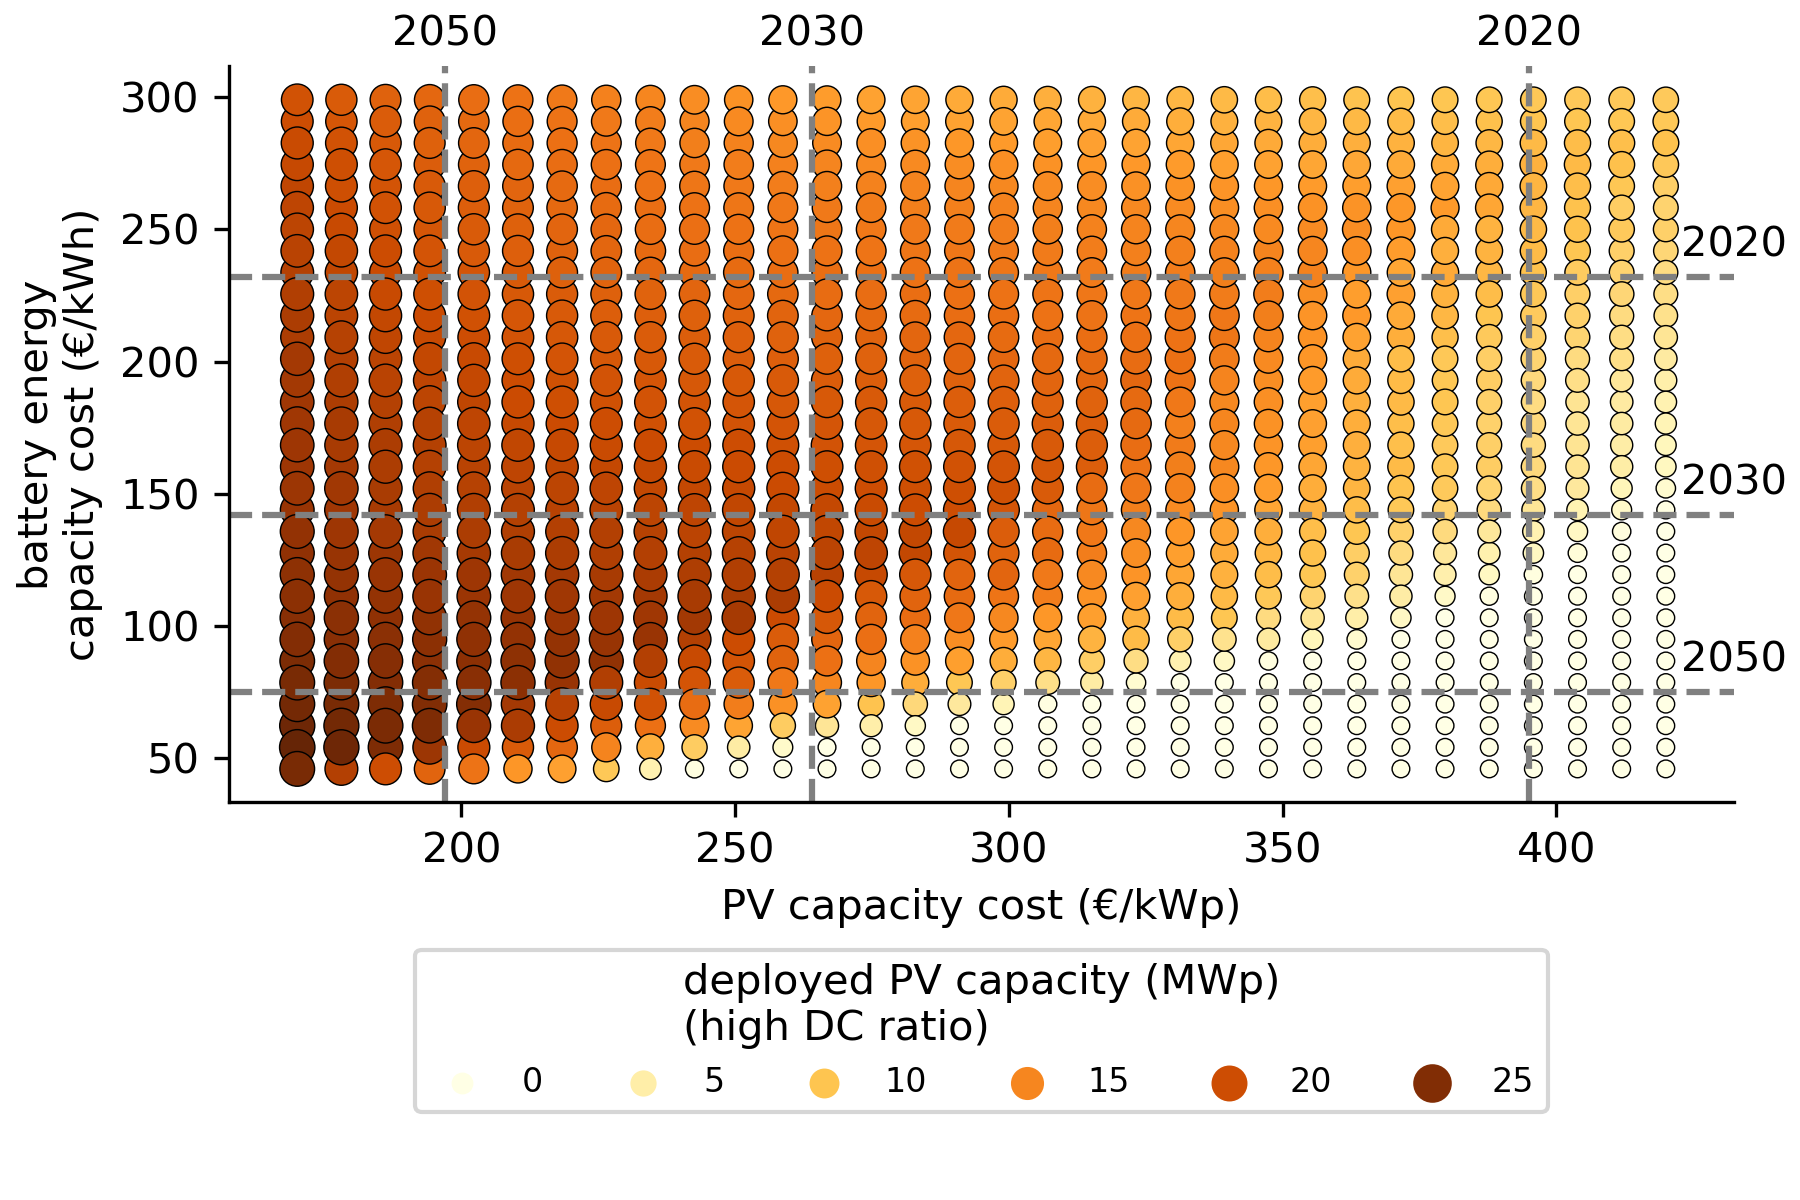 2050 2030 2020
300
250
200
150
100
50
battery energy
capacity cost (€/kWh)
2020
2030
2050
200 250 300 350 400
PV capacity cost (€/kWp)
deployed PV capacity (MWp)
(high DC ratio)
0 5 10 15 20 25